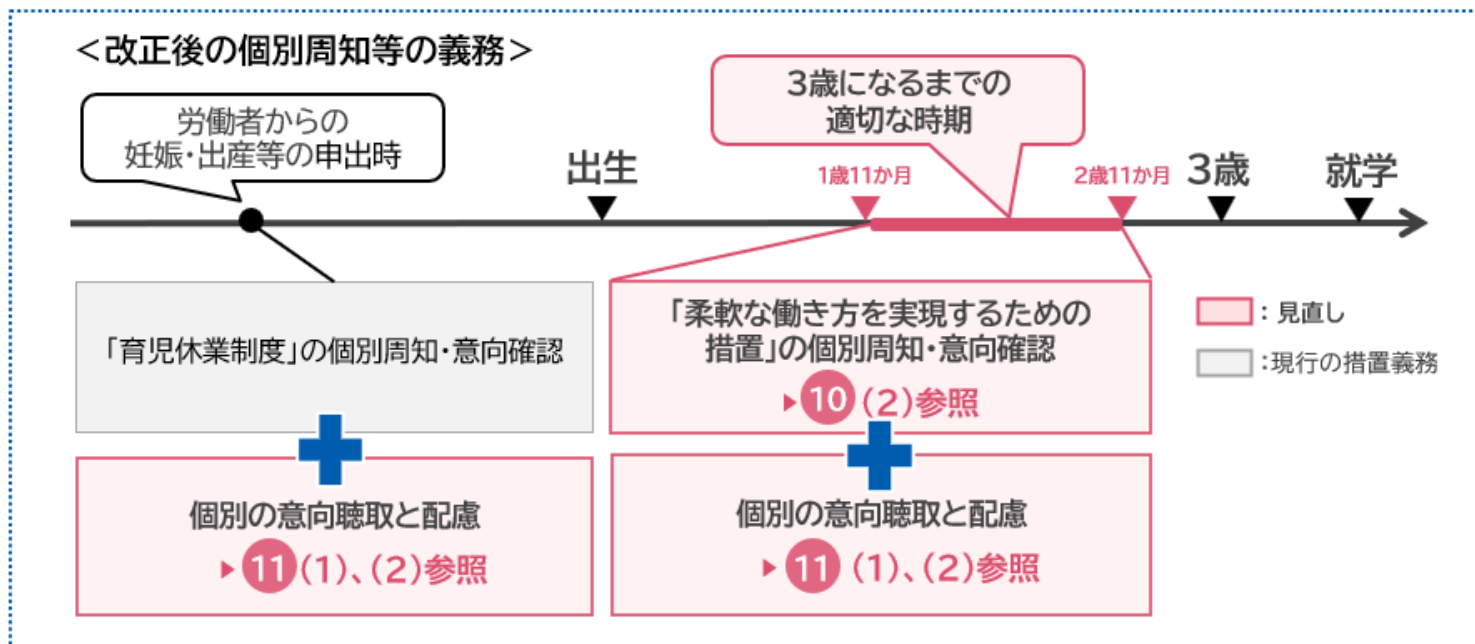 <改正後の個別周知等の義務>
労働者からの
妊娠・出産等の申出時
3歳になるまでの
適切な時期
出生
1歳11か月
2歳11か月
3歳
就学
「育児休業制度」の個別周知・意向確認
「柔軟な働き方を実現するための
措置」の個別周知・意向確認
▶10(2)参照
:見直し
:現行の措置義務
個別の意向聴取と配慮
▶11(1)、(2)参照
個別の意向聴取と配慮
▶11(1)、(2)参照